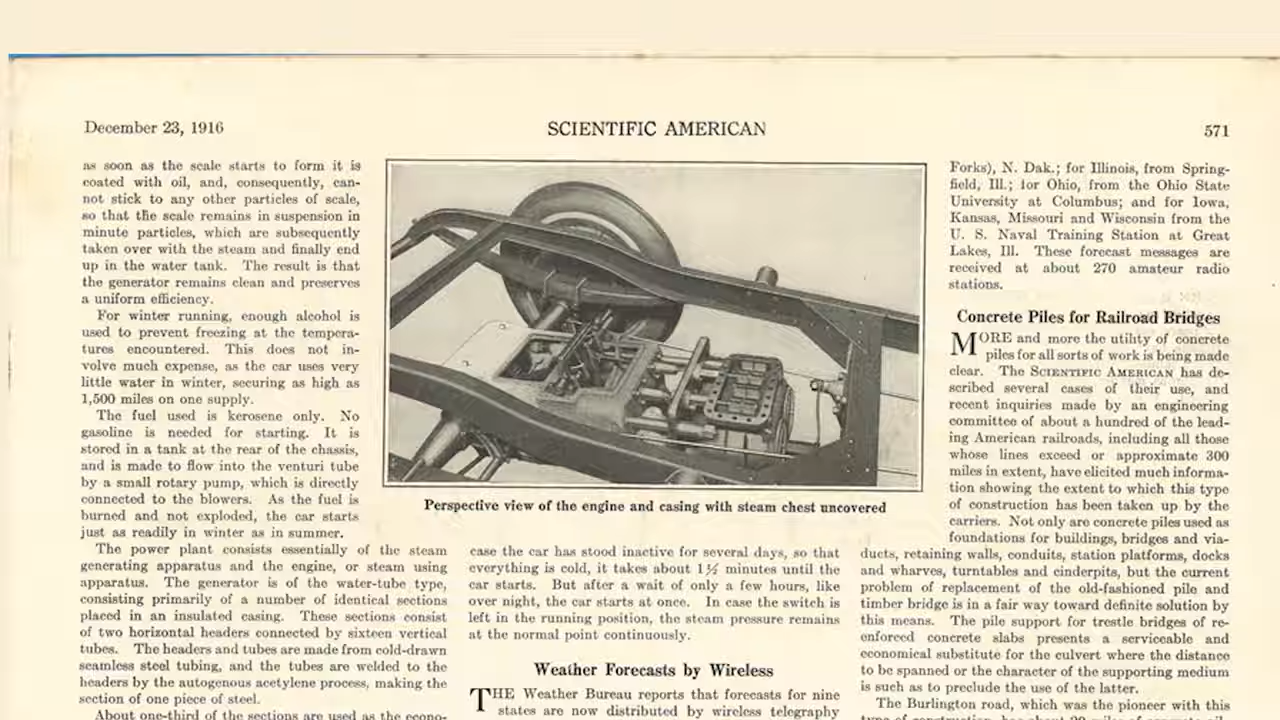 December 23, 1916
SCIENTIFIC AMERICAN
571
as soon as the scale starts to form it is
coated with oil, and, consequently, can-
not stick to any other particles of scale,
so that the scale remains in suspension in
minute particles, which are subsequently
taken over with the steam and finally end
up in the water tank. The result is that
the generator remains clean and preserves
a uniform efficiency.
For winter running, enough alcohol is
used to prevent freezing at the tempera-
tures encountered. This does not in-
volve much expense, as the car uses very
little water in winter, securing as high as
1,500 miles on one supply.
The fuel used is kerosene only. No
gasoline is needed for starting. It is
stored in a tank at the rear of the chassis,
and is made to flow into the venturi tube
by a small rotary pump, which is directly
connected to the blowers. As the fuel is
burned and not exploded, the car starts
just as readily in winter as in summer.
The power plant consists essentially of the steam
generating apparatus and the engine, or steam using
apparatus. The generator is of the water-tube type,
consisting primarily of a number of identical sections
placed in an insulated casing. These sections consist
of two horizontal headers connected by sixteen vertical
tubes. The headers and tubes are made from cold-drawn
seamless steel tubing, and the tubes are welded to the
headers by the autogenous acetylene process, making the
section of one piece of steel.
About one-third of the sections are used as the econo-
Perspective view of the engine and casing with steam chest uncovered
case the car has stood inactive for several days, so that
everything is cold, it takes about 1½ minutes until the
car starts. But after a wait of only a few hours, like
over night, the car starts at once. In case the switch is
left in the running position, the steam pressure remains
at the normal point continuously.
Weather Forecasts by Wireless
THE Weather Bureau reports that forecasts for nine
states are now distributed by wireless telegraphy
Forks), N. Dak.; for Illinois, from Spring-
field, Ill.; for Ohio, from the Ohio State
University at Columbus; and for Iowa,
Kansas, Missouri and Wisconsin from the
U. S. Naval Training Station at Great
Lakes, Ill. These forecast messages are
received at about 270 amateur radio
stations.
Concrete Piles for Railroad Bridges
MORE and more the utility of concrete
piles for all sorts of work is being made
clear. The SCIENTIFIC AMERICAN has de-
scribed several cases of their use, and
recent inquiries made by an engineering
committee of about a hundred of the lead-
ing American railroads, including all those
whose lines exceed or approximate 300
miles in extent, have elicited much informa-
tion showing the extent to which this type
of construction has been taken up by the
carriers. Not only are concrete piles used as
foundations for buildings, bridges and via-
ducts, retaining walls, conduits, station platforms, docks
and wharves, turntables and cinderpits, but the current
problem of replacement of the old-fashioned pile and
timber bridge is in a fair way toward definite solution by
this means. The pile support for trestle bridges of re-
enforced concrete slabs presents a serviceable and
economical substitute for the culvert where the distance
to be spanned or the character of the supporting medium
is such as to preclude the use of the latter.
The Burlington road, which was the pioneer with this
type of construction, has about 20 miles of